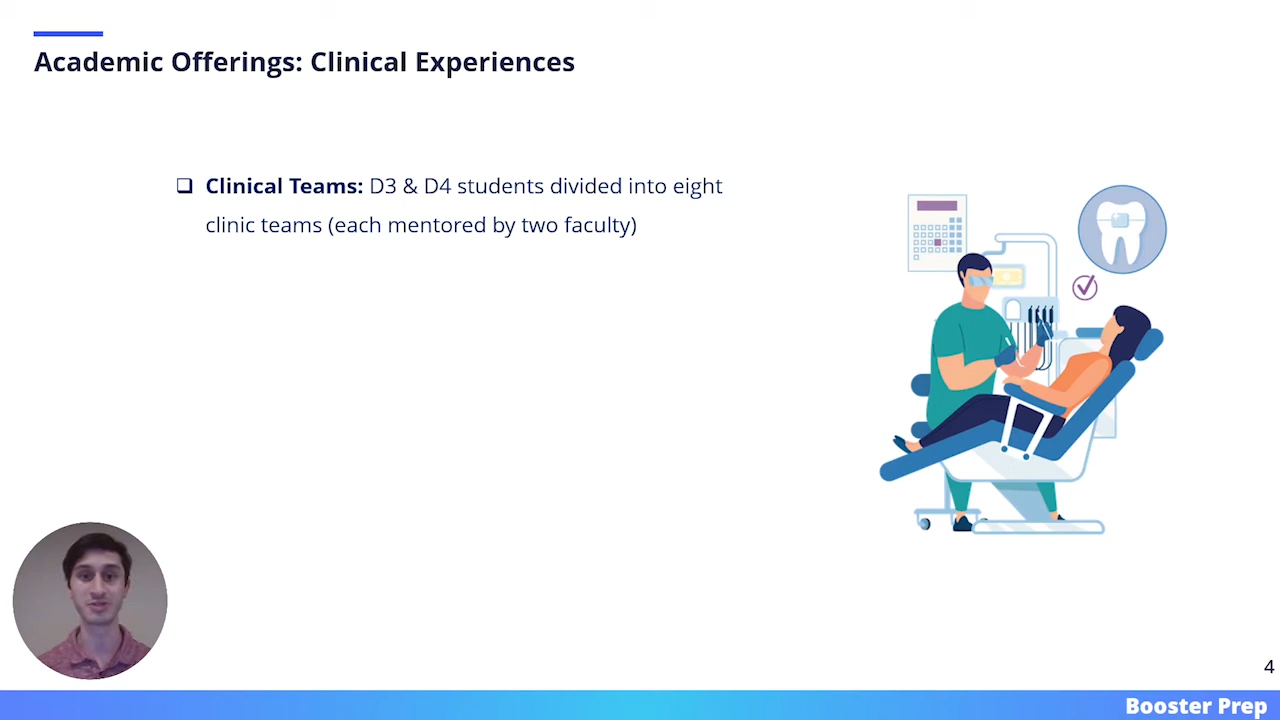 Academic Offerings: Clinical Experiences
❑ Clinical Teams: D3 & D4 students divided into eight
clinic teams (each mentored by two faculty)
4
Booster Prep